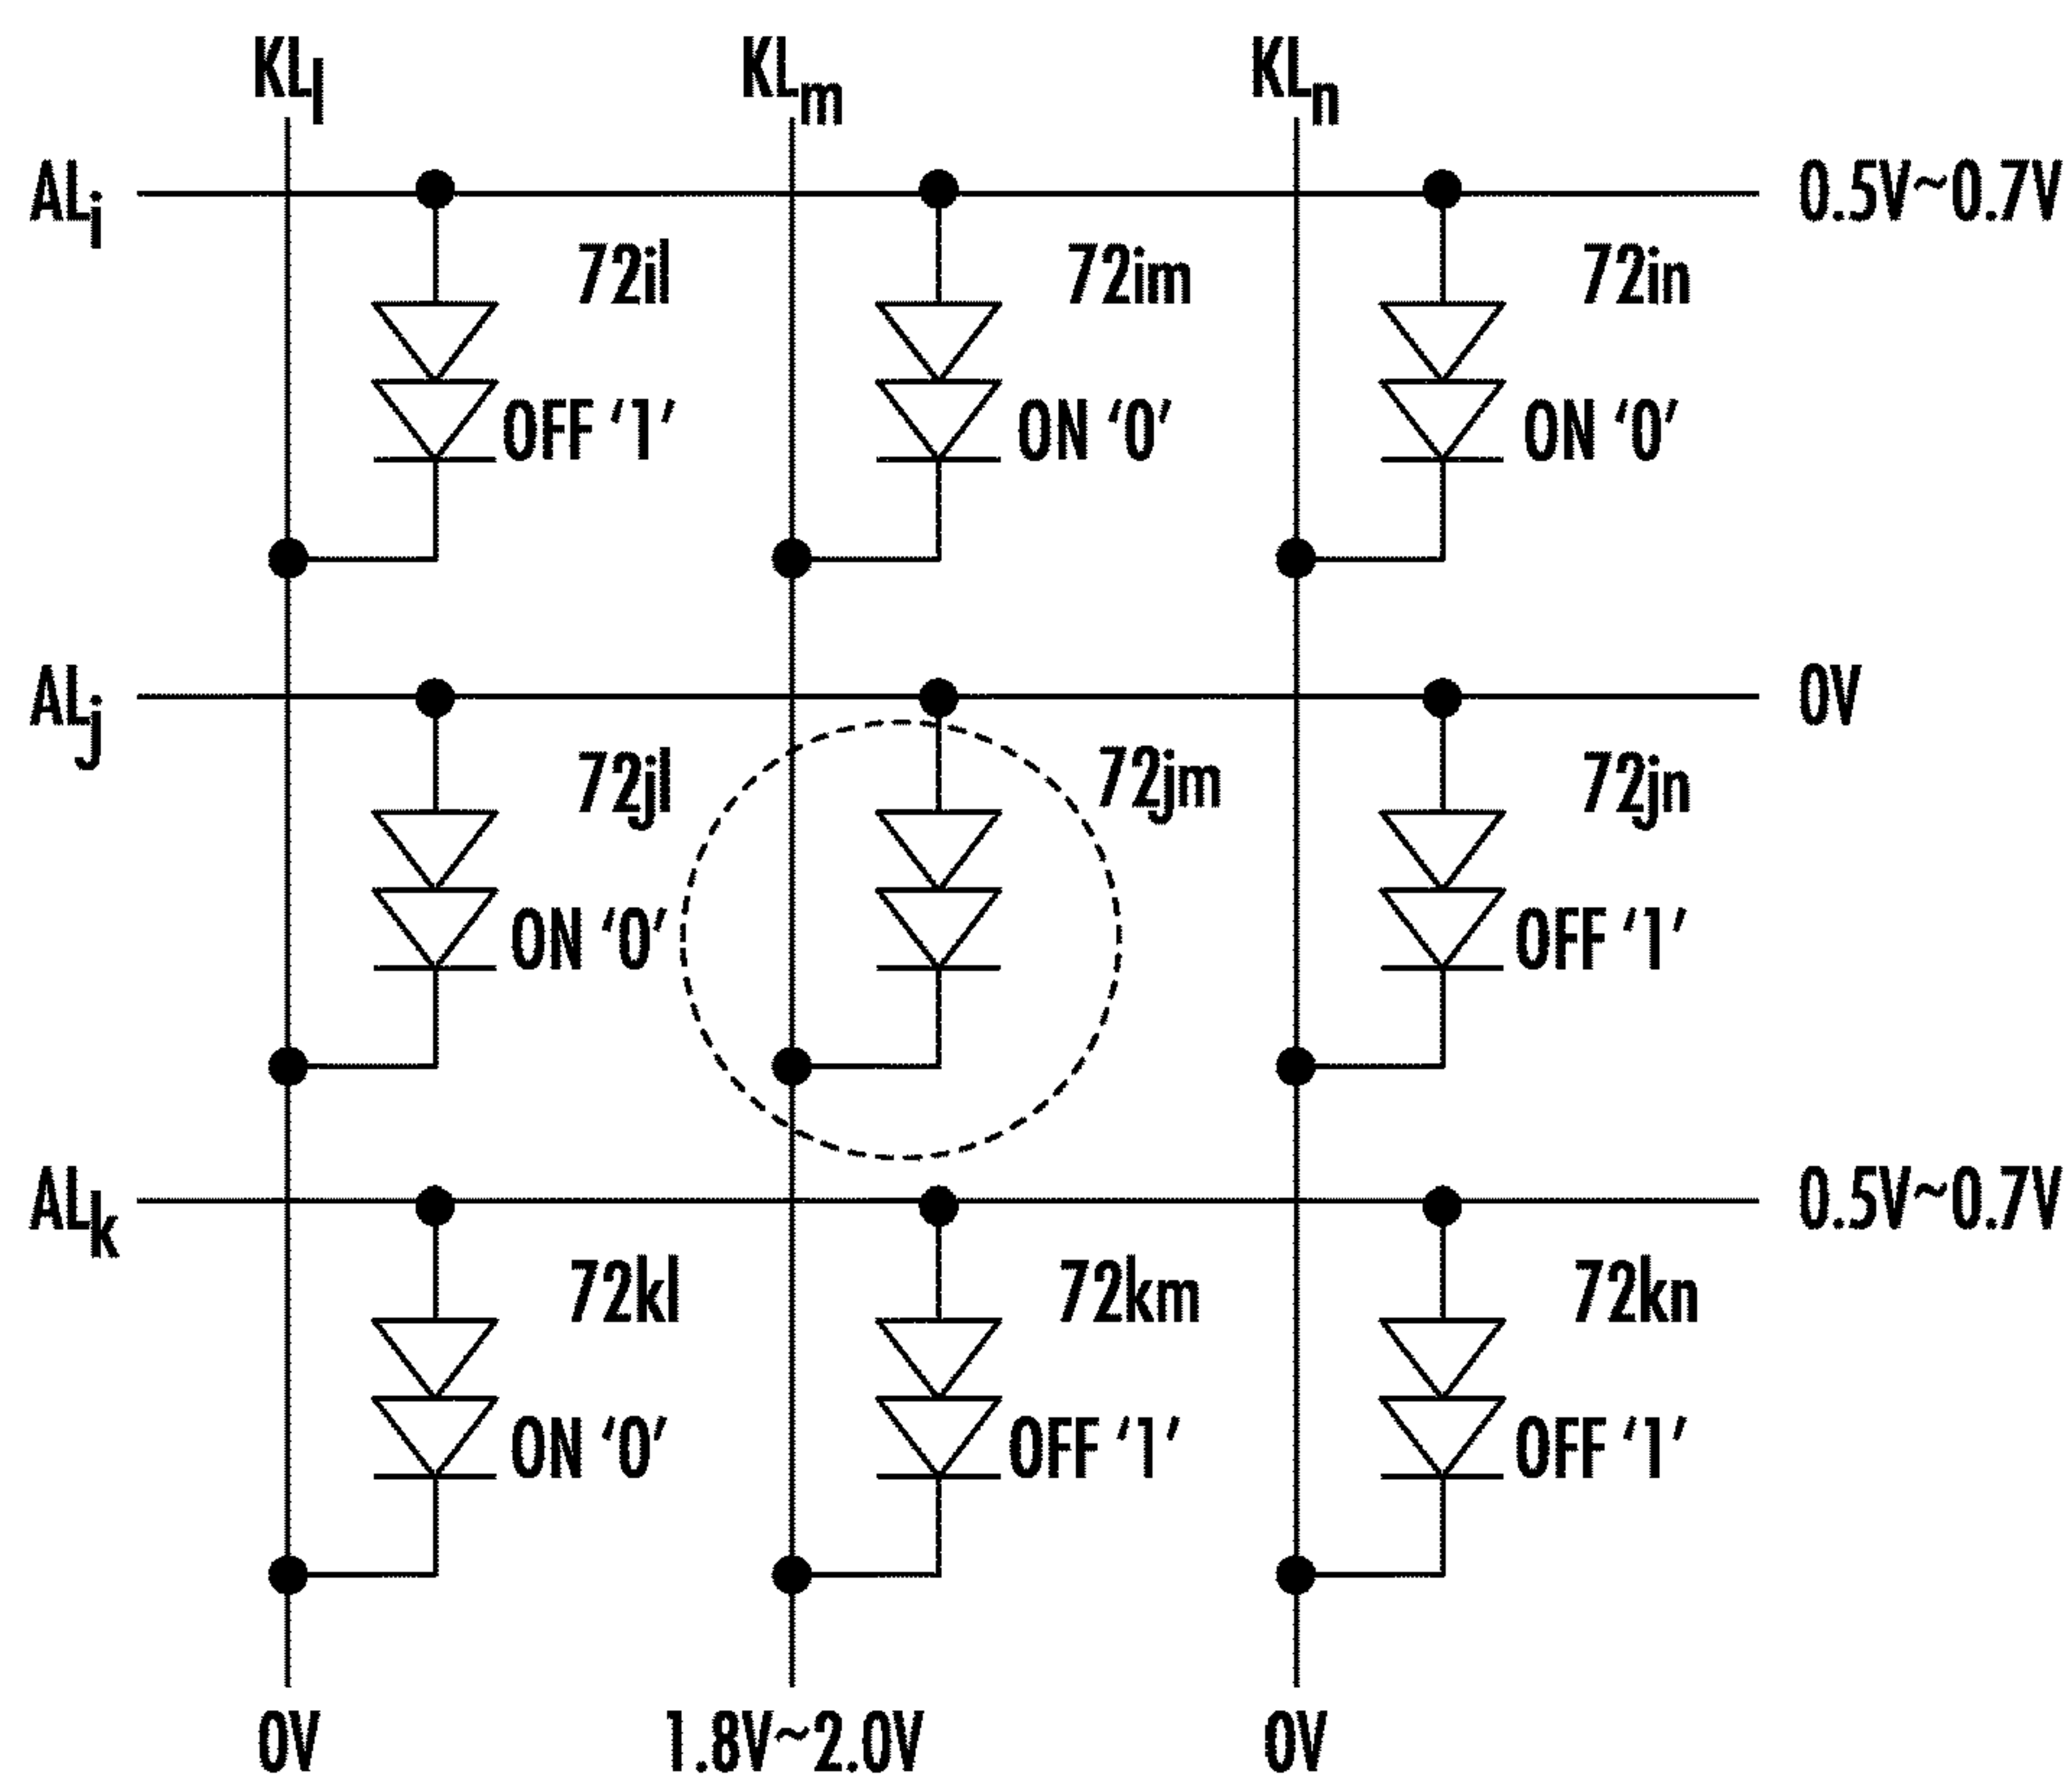 KLl KLm KLn
ALi 0.5V~0.7V
72il 72im 72in
OFF ‘1’ ON ‘0’ ON ‘0’
ALj 0V
72jl 72jm 72jn
ON ‘0’ OFF ‘1’
ALk 0.5V~0.7V
72kl 72km 72kn
ON ‘0’ OFF ‘1’ OFF ‘1’
0V 1.8V~2.0V 0V